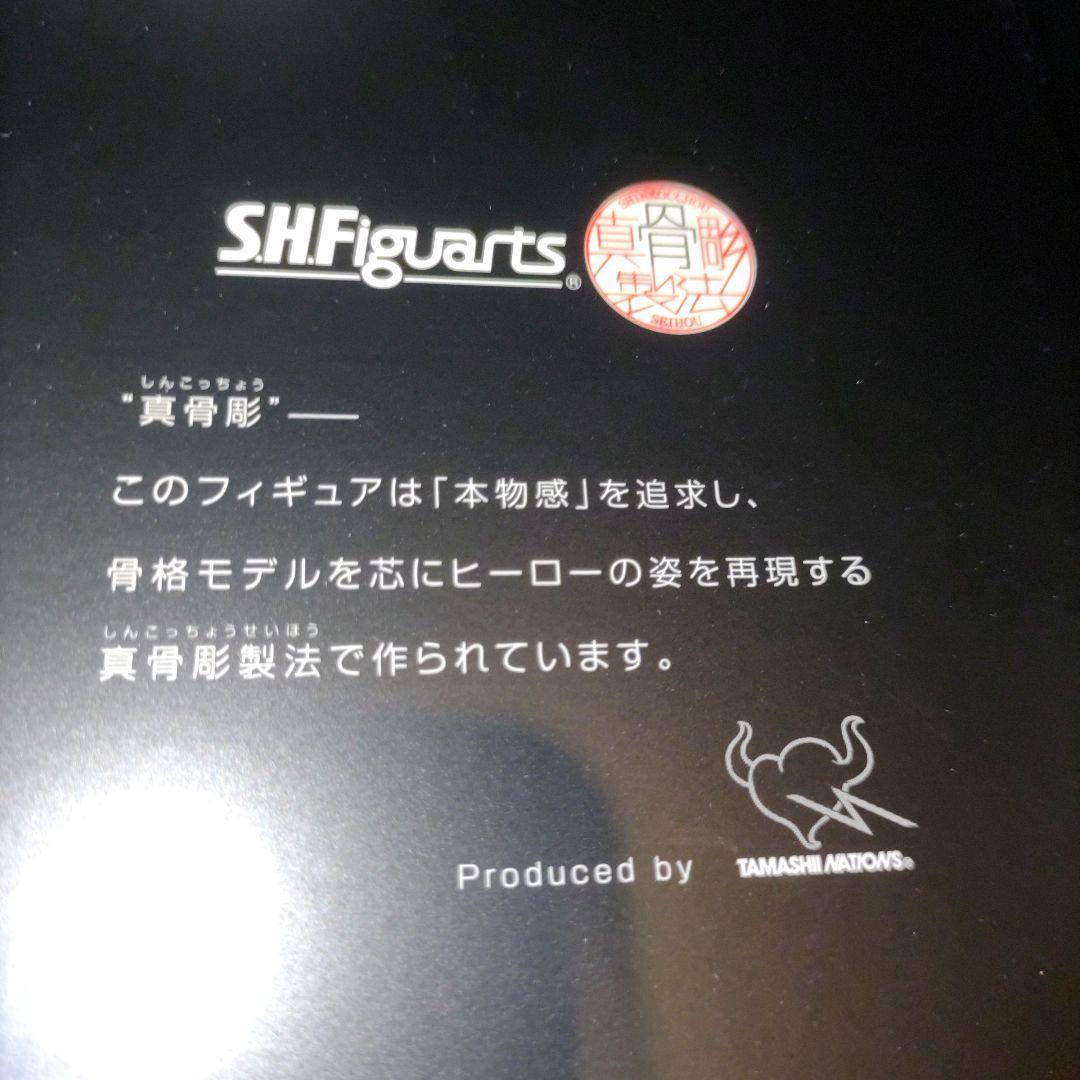 S.H.Figuarts®
SHINKOCCHOU
真骨彫
製法
SEIHOU
しんこっちょう
“真骨彫”——
このフィギュアは「本物感」を追求し、
骨格モデルを芯にヒーローの姿を再現する
しんこっちょうせいほう
真骨彫製法で作られています。
Produced by
TAMASHII NATIONS®